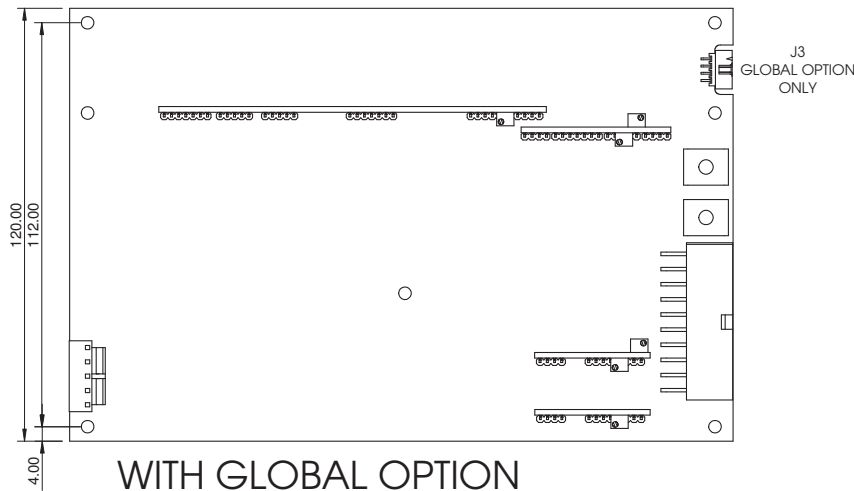 J3
GLOBAL OPTION
ONLY
120.00
112.00
4.00
WITH GLOBAL OPTION